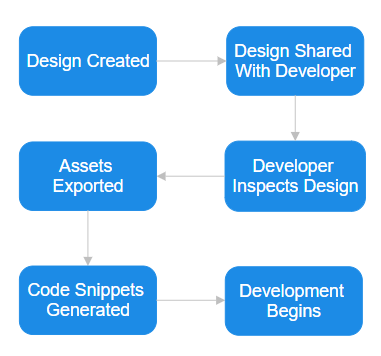 Design Created
Design Shared
With Developer
Developer
Inspects Design
Assets
Exported
Code Snippets
Generated
Development
Begins